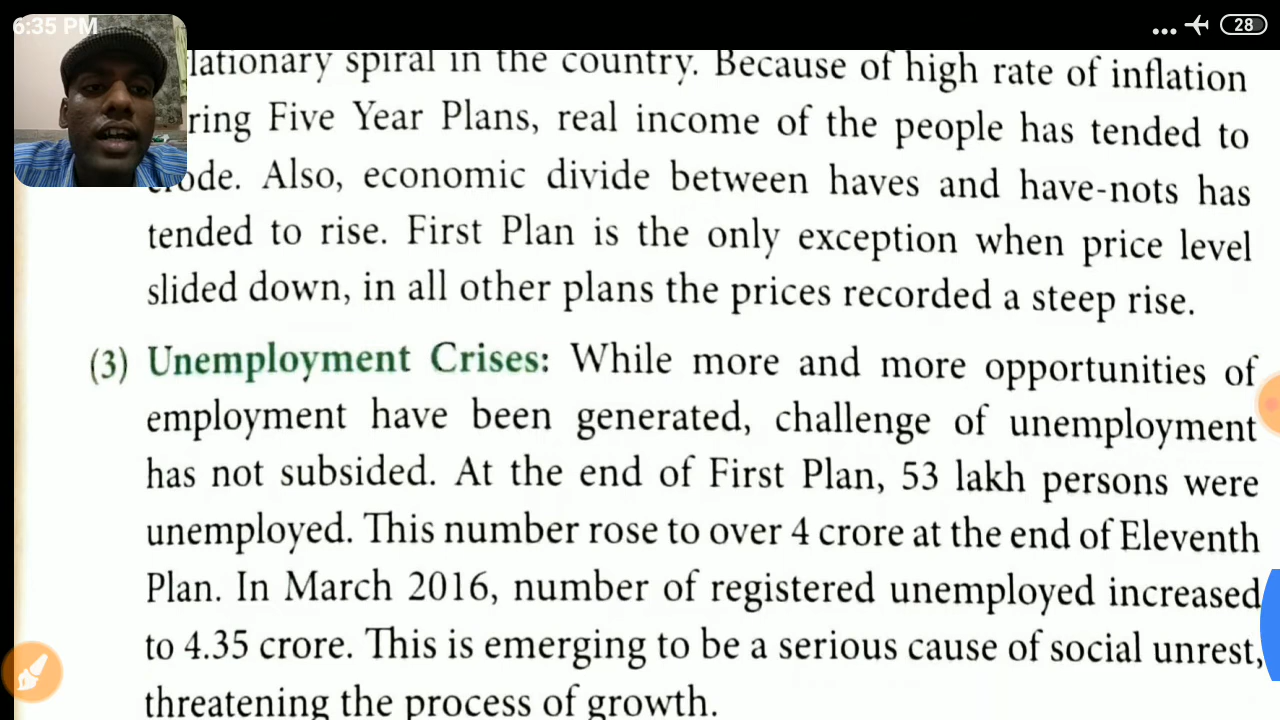 6:35 PM
28
lationary spiral in the country. Because of high rate of inflation
ring Five Year Plans, real income of the people has tended to
erode. Also, economic divide between haves and have-nots has
tended to rise. First Plan is the only exception when price level
slided down, in all other plans the prices recorded a steep rise.
(3) Unemployment Crises: While more and more opportunities of
employment have been generated, challenge of unemployment
has not subsided. At the end of First Plan, 53 lakh persons were
unemployed. This number rose to over 4 crore at the end of Eleventh
Plan. In March 2016, number of registered unemployed increased
to 4.35 crore. This is emerging to be a serious cause of social unrest,
threatening the process of growth.